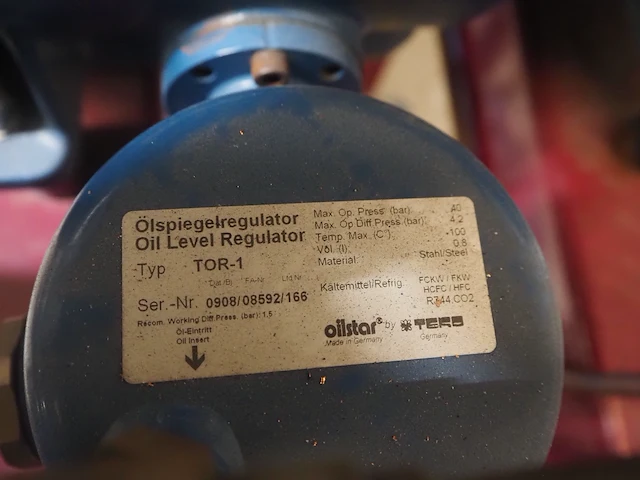 Ölspiegelregulator
Oil Level Regulator
Typ TOR-1
Ser.-Nr. 0908/08592/166
Recom. Working Diff Press. (bar): 1,5
Öl-Eintritt
Oil Insert
Max. Op. Press (bar): 40
Max. Op Diff Press (bar): 4,2
Temp. Max. (C°): -100
Vol. (l): 0,8
Material: Stahl/Steel
Kältemittel/Refrig. FCKW / FKW
HCFC / HFC
R744 CO2
oilstar® by TEKO
Made in Germany Germany